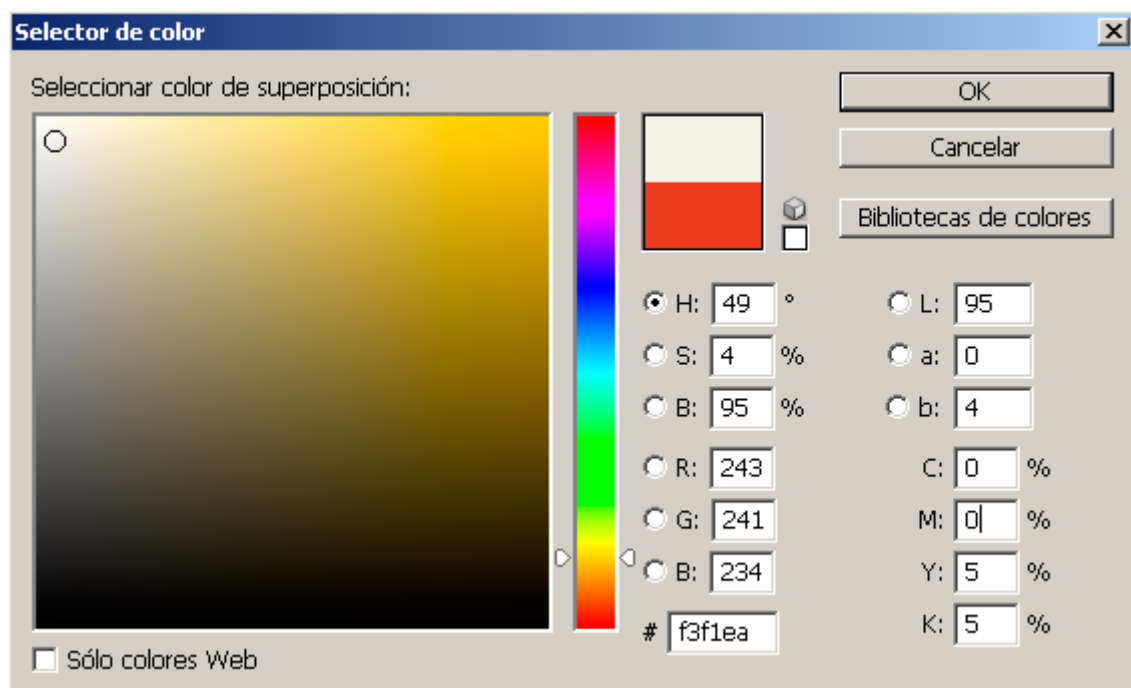 Selector de color
Seleccionar color de superposición:
OK
Cancelar
Bibliotecas de colores
H: 49 °
L: 95
S: 4 %
a: 0
B: 95 %
b: 4
R: 243
C: 0 %
G: 241
M: 0 %
B: 234
Y: 5 %
# f3f1ea
K: 5 %
Sólo colores Web